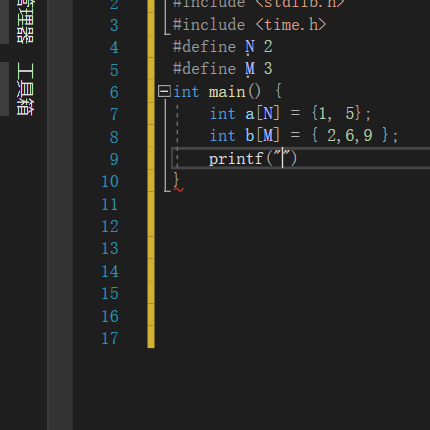 管理器
工具箱
2 #include <stdlib.h>
3 #include <time.h>
4 #define N 2
5 #define M 3
6 int main() {
7 int a[N] = {1, 5};
8 int b[M] = { 2,6,9 };
9 printf("")
10 }
11
12
13
14
15
16
17